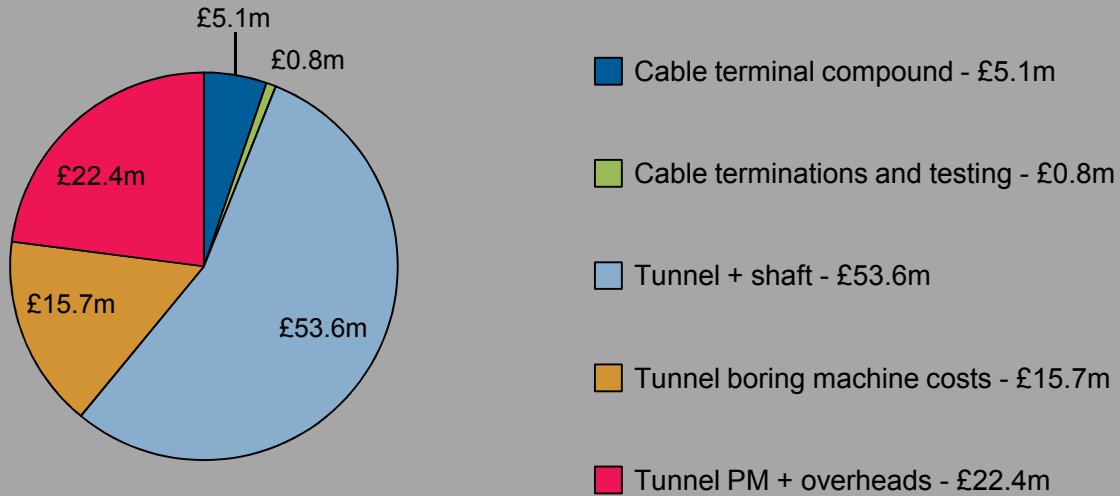 £5.1m
£0.8m
£22.4m
£15.7m
£53.6m
Cable terminal compound - £5.1m
Cable terminations and testing - £0.8m
Tunnel + shaft - £53.6m
Tunnel boring machine costs - £15.7m
Tunnel PM + overheads - £22.4m